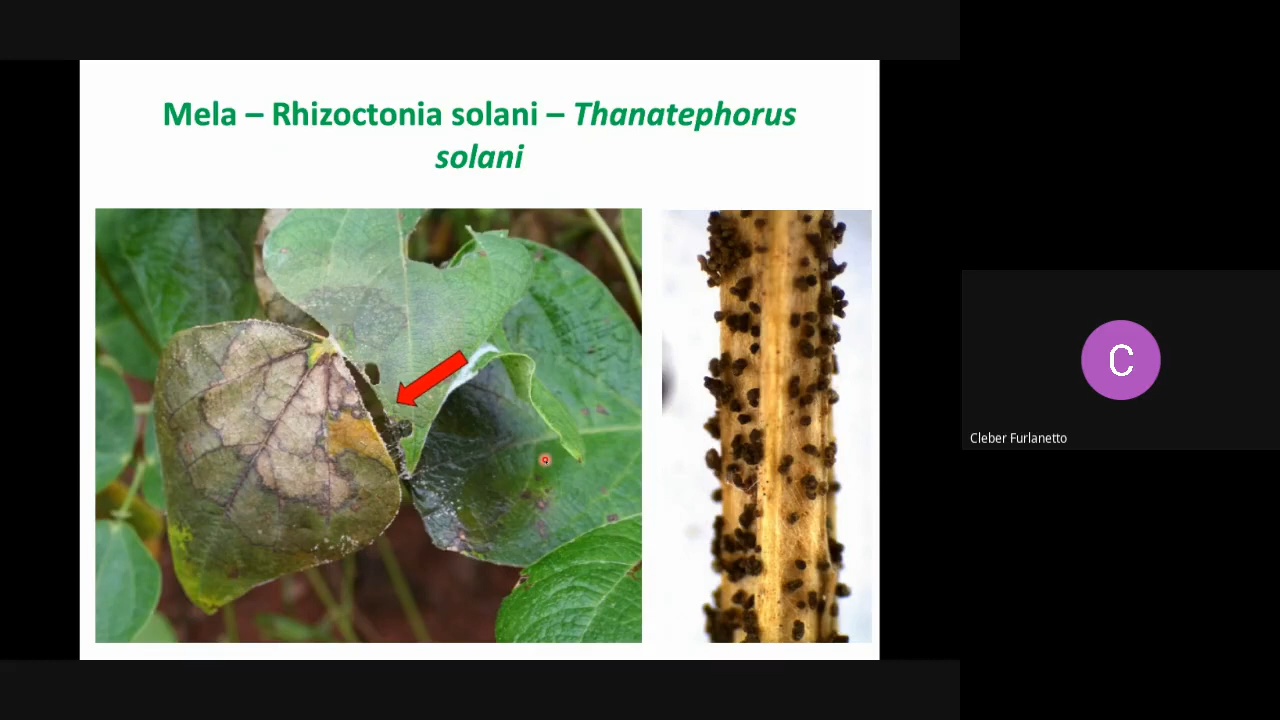 Mela – Rhizoctonia solani – Thanatephorus
solani
C
Cleber Furlanetto